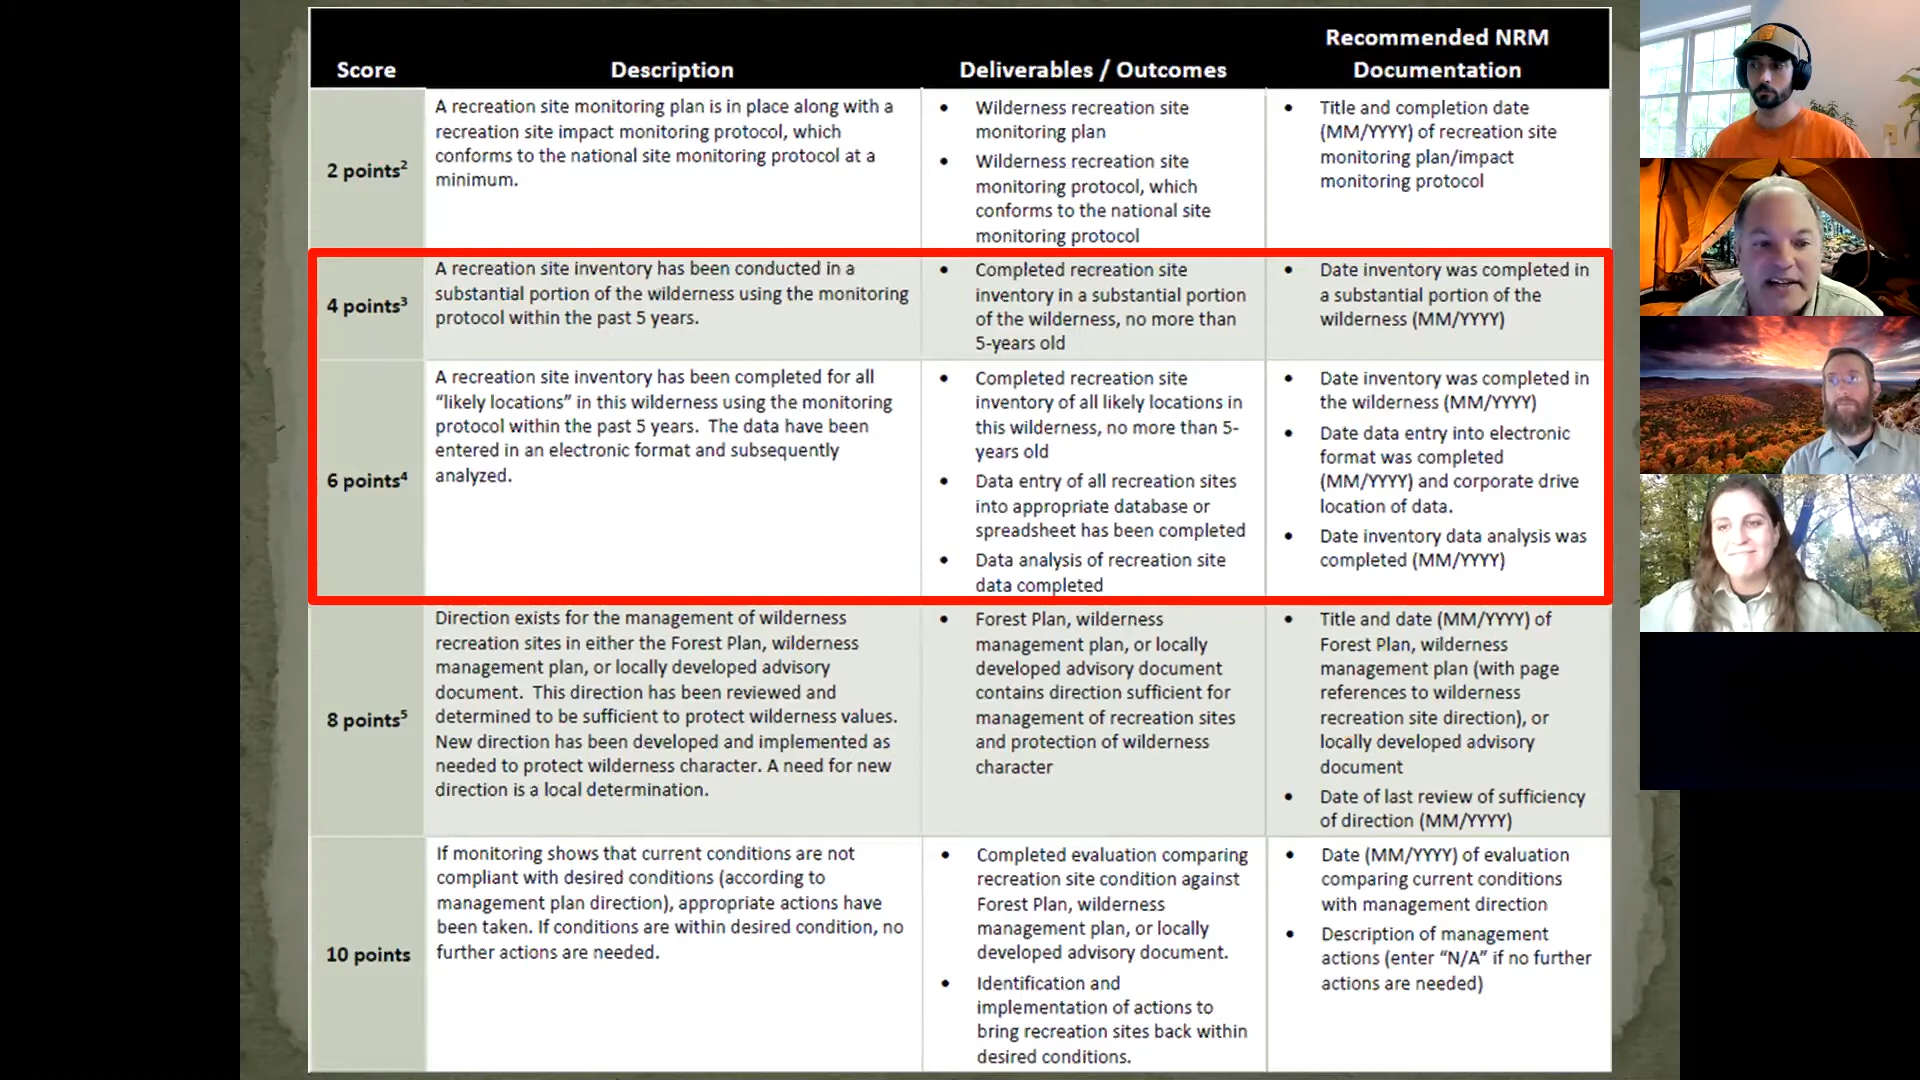 Score
Description
Deliverables / Outcomes
Recommended NRM
Documentation
2 points²
A recreation site monitoring plan is in place along with a
recreation site impact monitoring protocol, which
conforms to the national site monitoring protocol at a
minimum.
• Wilderness recreation site
monitoring plan
• Wilderness recreation site
monitoring protocol, which
conforms to the national site
monitoring protocol
• Title and completion date
(MM/YYYY) of recreation site
monitoring plan/impact
monitoring protocol
4 points³
A recreation site inventory has been conducted in a
substantial portion of the wilderness using the monitoring
protocol within the past 5 years.
• Completed recreation site
inventory in a substantial portion
of the wilderness, no more than
5-years old
• Date inventory was completed in
a substantial portion of the
wilderness (MM/YYYY)
6 points⁴
A recreation site inventory has been completed for all
“likely locations” in this wilderness using the monitoring
protocol within the past 5 years. The data have been
entered in an electronic format and subsequently
analyzed.
• Completed recreation site
inventory of all likely locations in
this wilderness, no more than 5-
years old
• Data entry of all recreation sites
into appropriate database or
spreadsheet has been completed
• Data analysis of recreation site
data completed
• Date inventory was completed in
the wilderness (MM/YYYY)
• Date data entry into electronic
format was completed
(MM/YYYY) and corporate drive
location of data.
• Date inventory data analysis was
completed (MM/YYYY)
8 points⁵
Direction exists for the management of wilderness
recreation sites in either the Forest Plan, wilderness
management plan, or locally developed advisory
document. This direction has been reviewed and
determined to be sufficient to protect wilderness values.
New direction has been developed and implemented as
needed to protect wilderness character. A need for new
direction is a local determination.
• Forest Plan, wilderness
management plan, or locally
developed advisory document
contains direction sufficient for
management of recreation sites
and protection of wilderness
character
• Title and date (MM/YYYY) of
Forest Plan, wilderness
management plan (with page
references to wilderness
recreation site direction), or
locally developed advisory
document
• Date of last review of sufficiency
of direction (MM/YYYY)
10 points
If monitoring shows that current conditions are not
compliant with desired conditions (according to
management plan direction), appropriate actions have
been taken. If conditions are within desired condition, no
further actions are needed.
• Completed evaluation comparing
recreation site condition against
Forest Plan, wilderness
management plan, or locally
developed advisory document.
• Identification and
implementation of actions to
bring recreation sites back within
desired conditions.
• Date (MM/YYYY) of evaluation
comparing current conditions
with management direction
• Description of management
actions (enter “N/A” if no further
actions are needed)